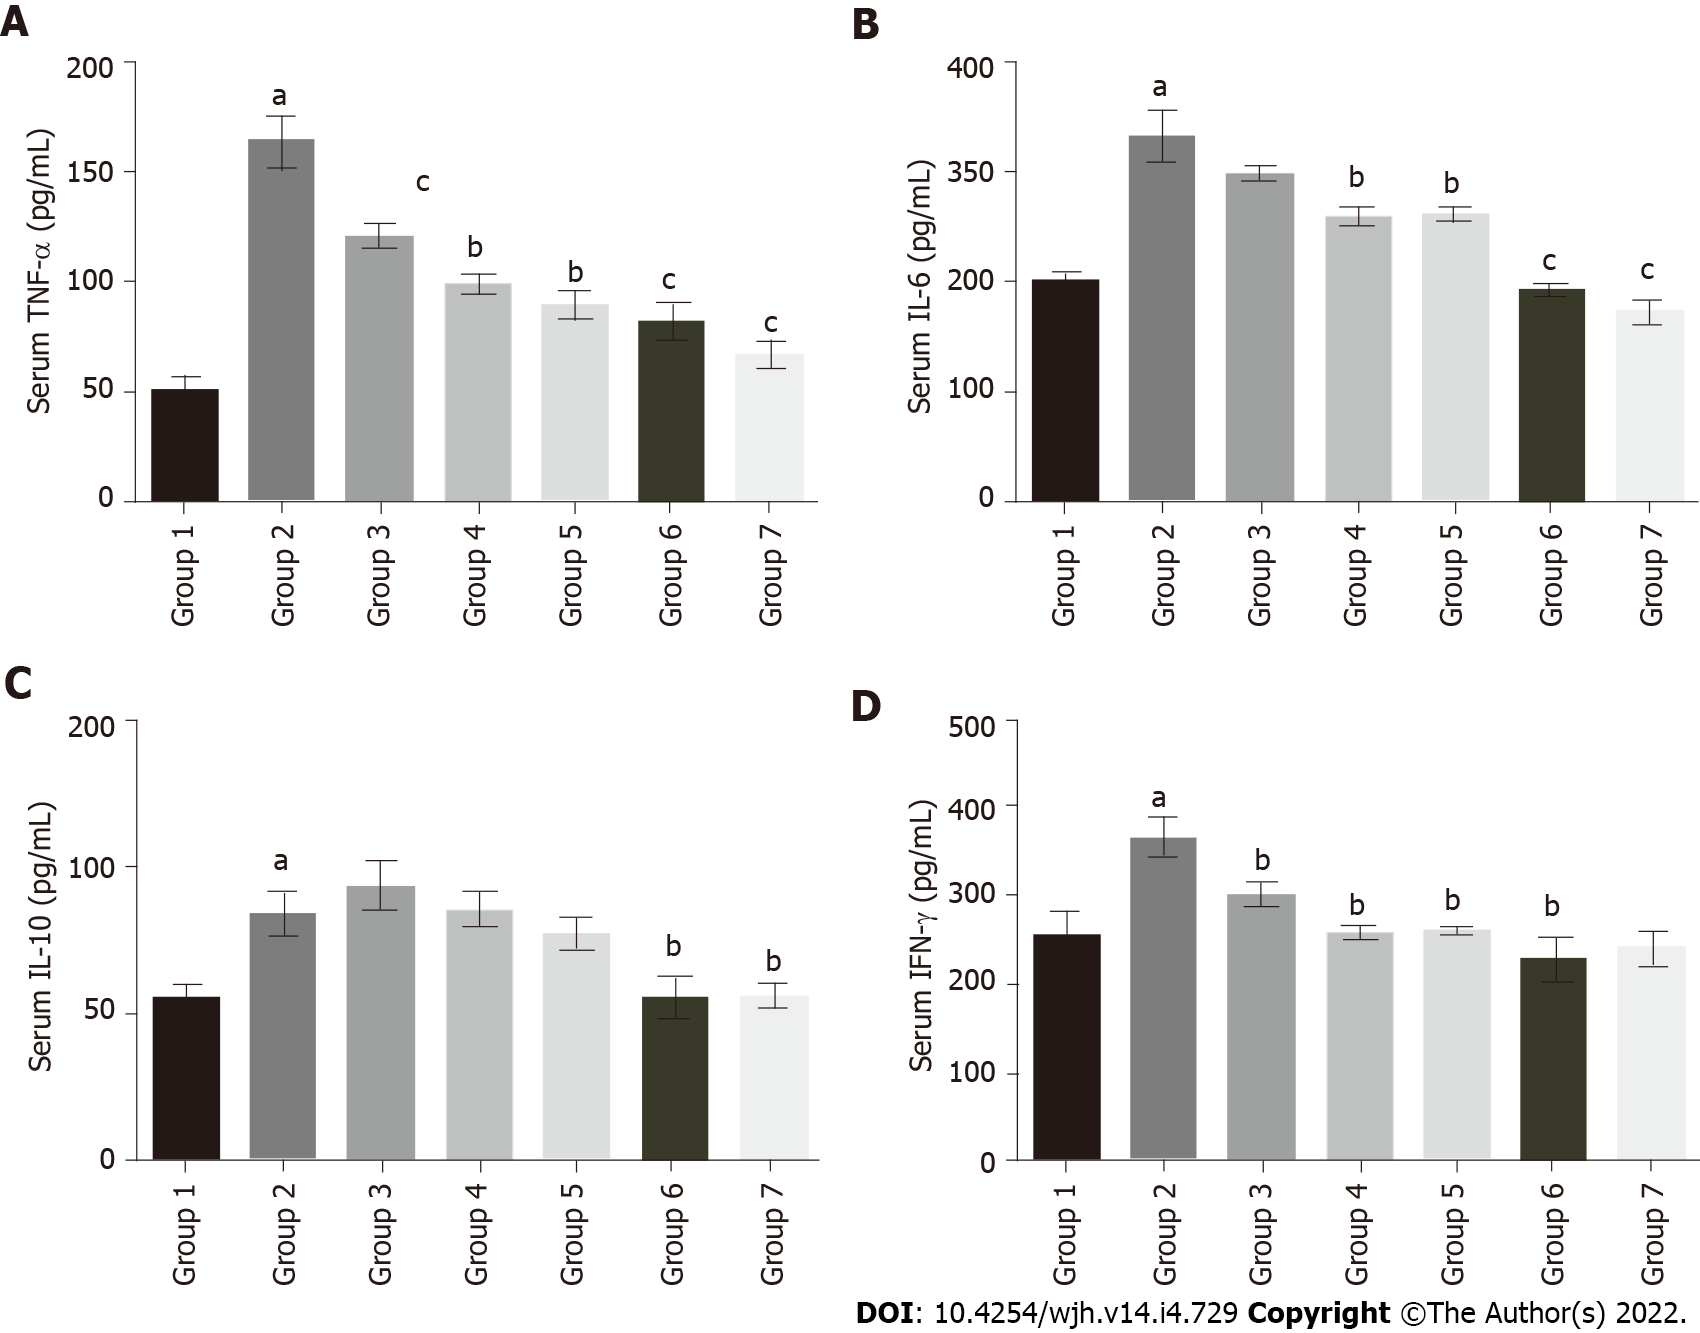 A
Serum TNF-α (pg/mL)
200
150
100
50
0
a
c
b
b
c
c
Group 1
Group 2
Group 3
Group 4
Group 5
Group 6
Group 7
B
Serum IL-6 (pg/mL)
400
350
200
100
0
a
b
b
c
c
Group 1
Group 2
Group 3
Group 4
Group 5
Group 6
Group 7
C
Serum IL-10 (pg/mL)
200
100
50
0
a
b
b
Group 1
Group 2
Group 3
Group 4
Group 5
Group 6
Group 7
D
Serum IFN-γ (pg/mL)
500
400
300
200
100
0
a
b
b
b
b
Group 1
Group 2
Group 3
Group 4
Group 5
Group 6
Group 7
DOI: 10.4254/wjh.v14.i4.729 Copyright ©The Author(s) 2022.